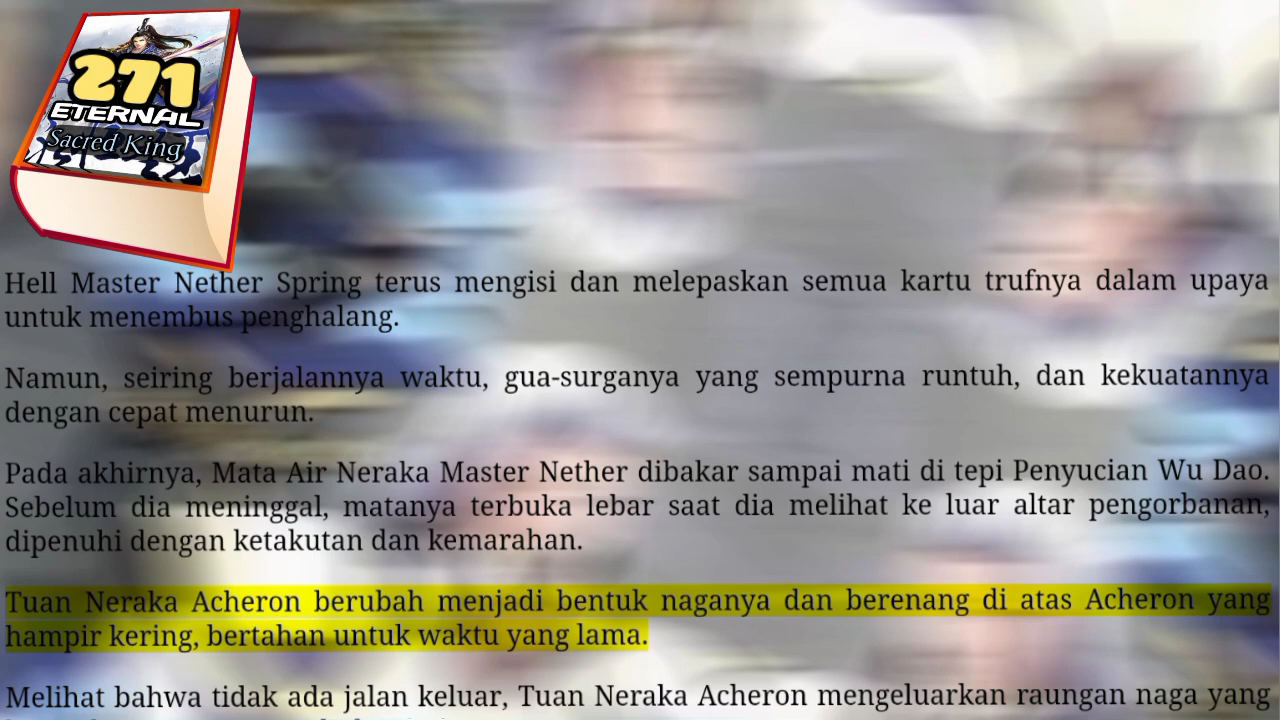 271
ETERNAL
Sacred King
Hell Master Nether Spring terus mengisi dan melepaskan semua kartu trufnya dalam upaya
untuk menembus penghalang.
Namun, seiring berjalannya waktu, gua-surganya yang sempurna runtuh, dan kekuatannya
dengan cepat menurun.
Pada akhirnya, Mata Air Neraka Master Nether dibakar sampai mati di tepi Penyucian Wu Dao.
Sebelum dia meninggal, matanya terbuka lebar saat dia melihat ke luar altar pengorbanan,
dipenuhi dengan ketakutan dan kemarahan.
Tuan Neraka Acheron berubah menjadi bentuk naganya dan berenang di atas Acheron yang
hampir kering, bertahan untuk waktu yang lama.
Melihat bahwa tidak ada jalan keluar, Tuan Neraka Acheron mengeluarkan raungan naga yang